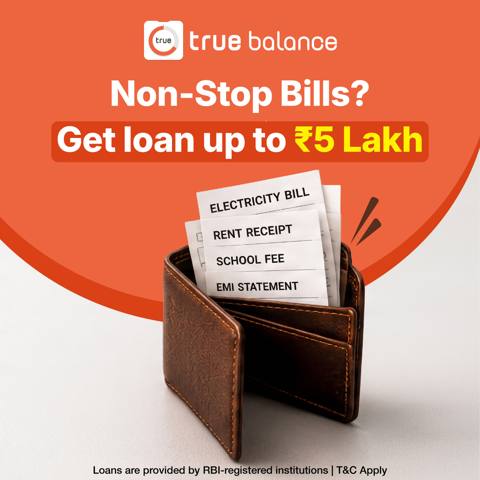 true
true balance
Non-Stop Bills?
Get loan up to ₹5 Lakh
ELECTRICITY BILL
RENT RECEIPT
SCHOOL FEE
EMI STATEMENT
Loans are provided by RBI-registered institutions | T&C Apply